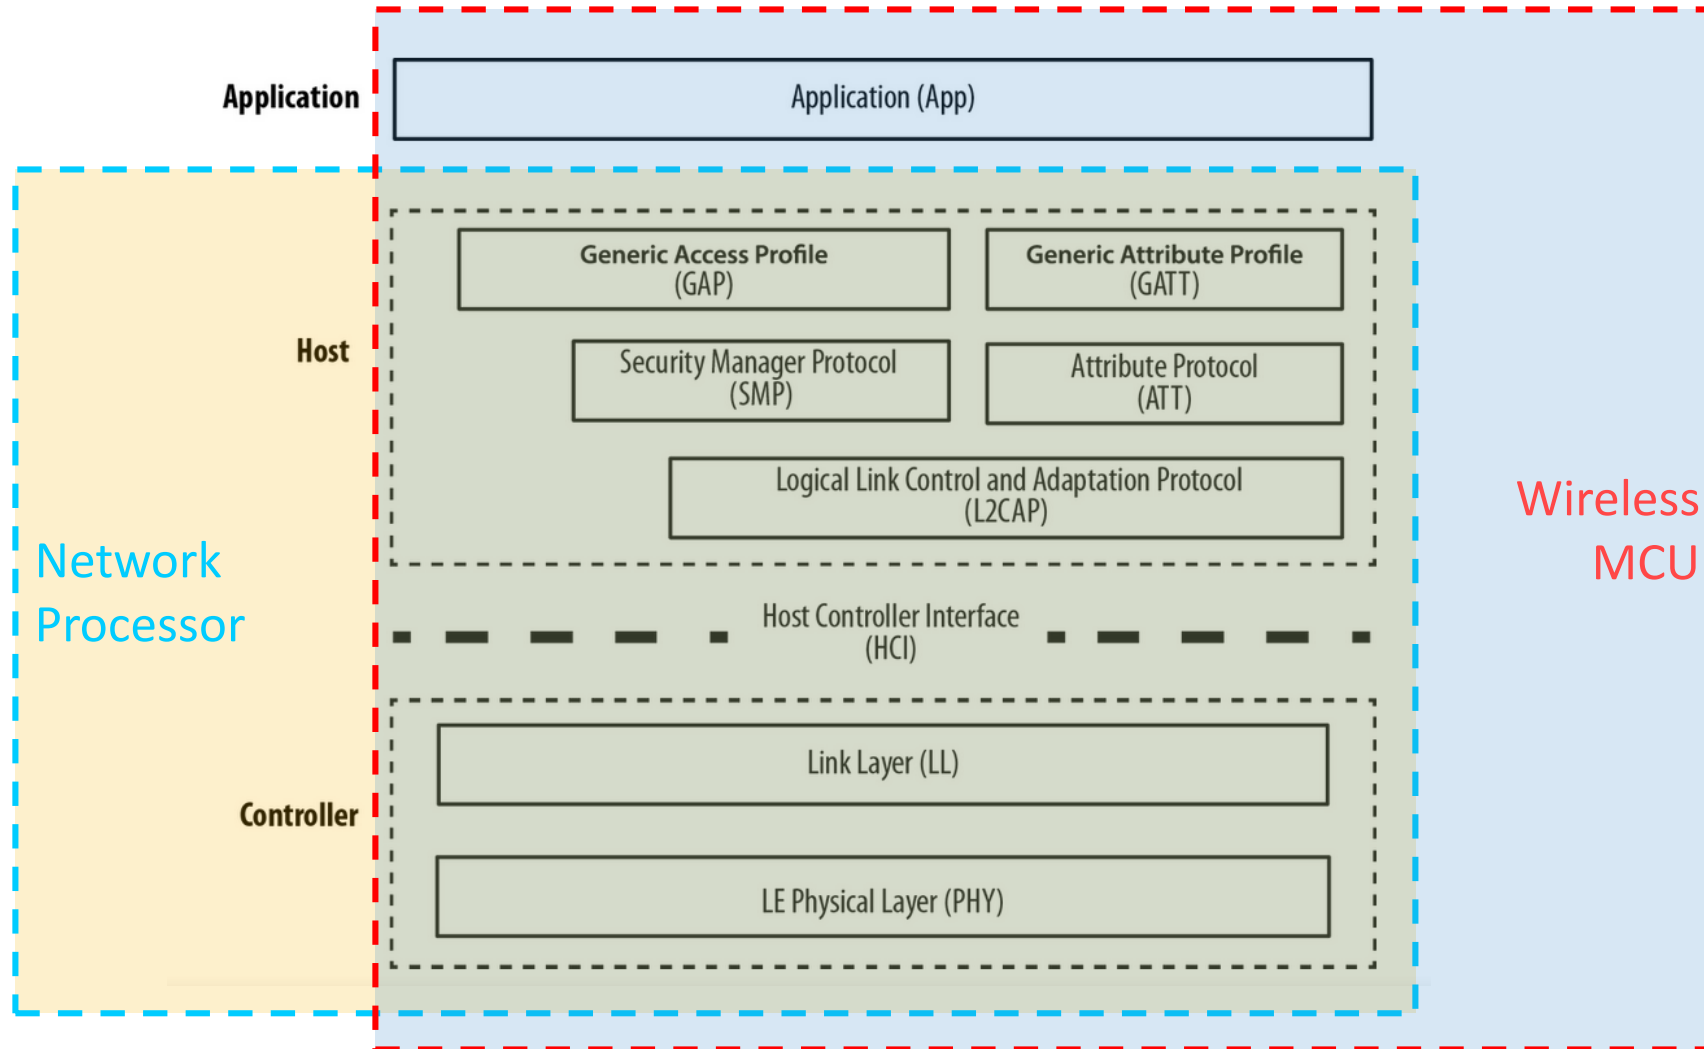 Application
Application (App)
Generic Access Profile
(GAP)
Generic Attribute Profile
(GATT)
Host
Security Manager Protocol
(SMP)
Attribute Protocol
(ATT)
Logical Link Control and Adaptation Protocol
(L2CAP)
Network
Processor
Wireless
MCU
Host Controller Interface
(HCI)
Link Layer (LL)
Controller
LE Physical Layer (PHY)